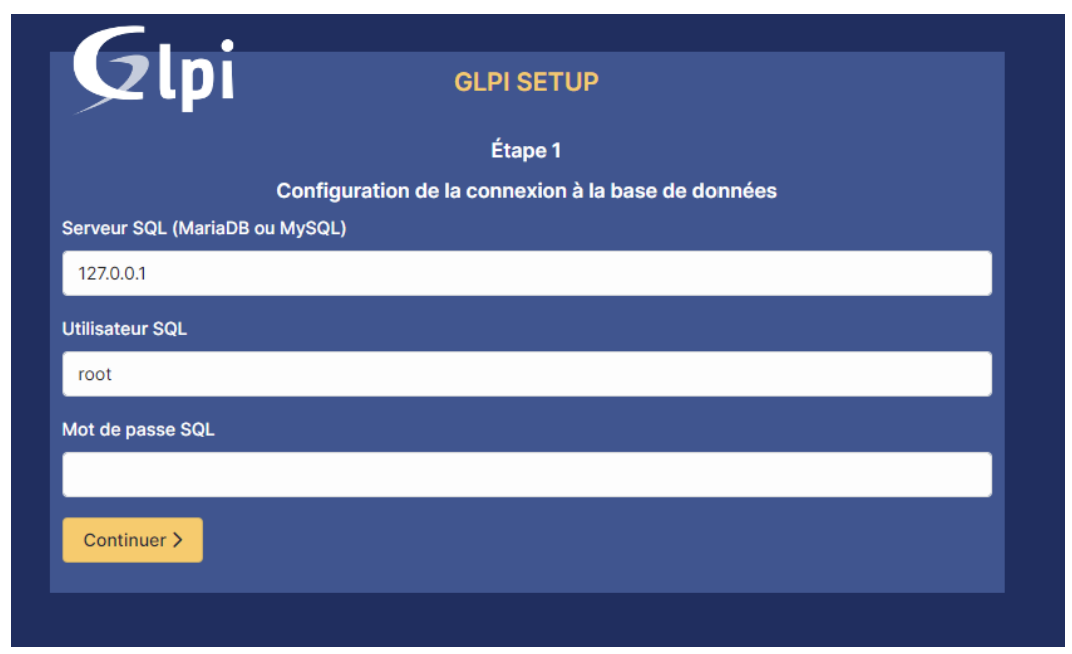 Glpi
GLPI SETUP
Étape 1
Configuration de la connexion à la base de données
Serveur SQL (MariaDB ou MySQL)
127.0.0.1
Utilisateur SQL
root
Mot de passe SQL
Continuer